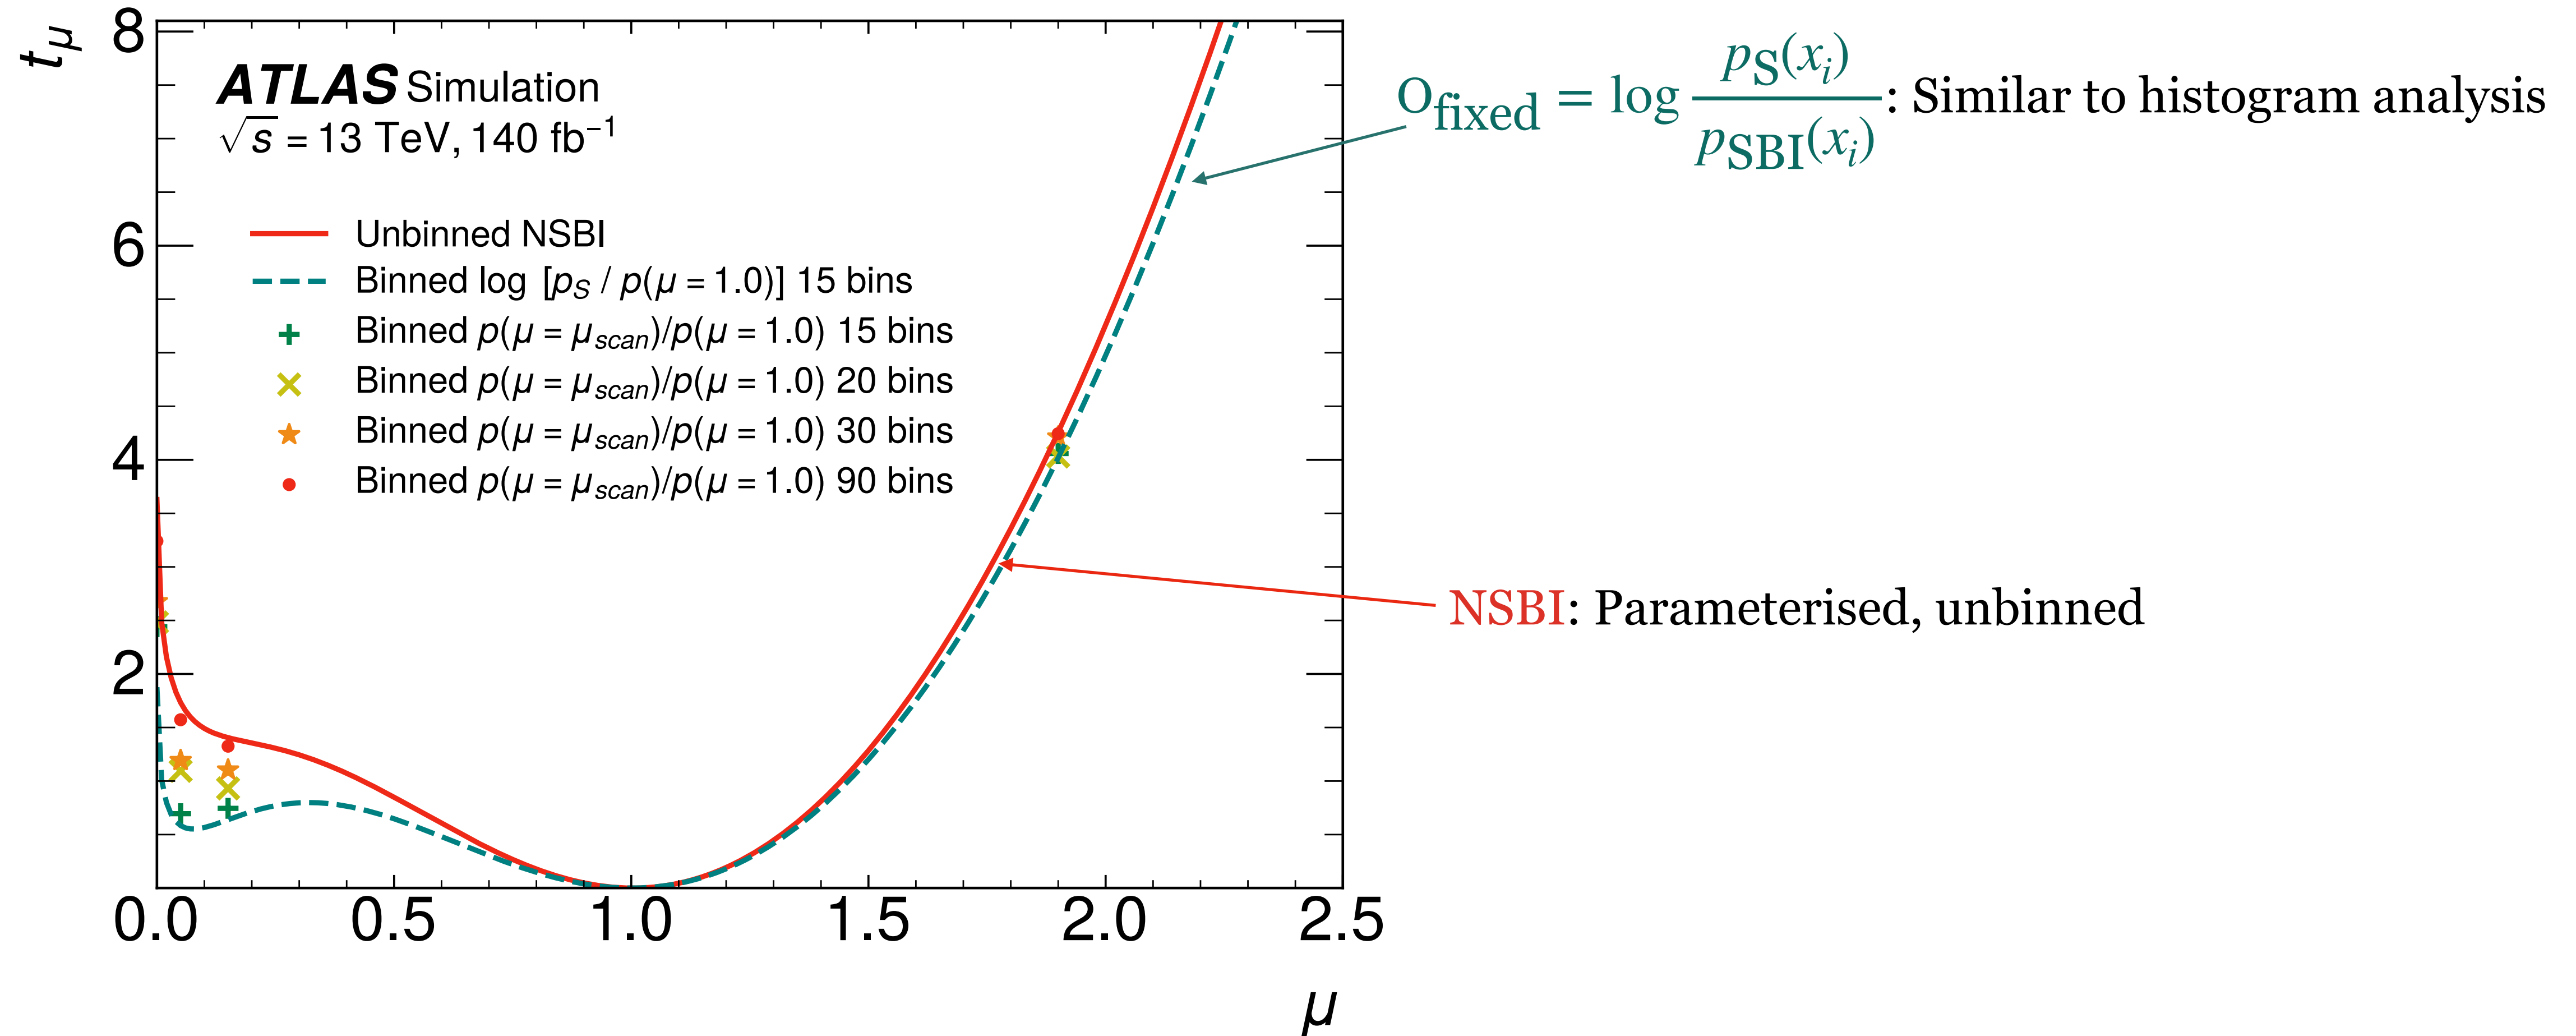 t_μ
8
6
4
2
ATLAS Simulation
√s = 13 TeV, 140 fb⁻¹
Unbinned NSBI
Binned log [p_S / p(μ = 1.0)] 15 bins
Binned p(μ = μ_scan)/p(μ = 1.0) 15 bins
Binned p(μ = μ_scan)/p(μ = 1.0) 20 bins
Binned p(μ = μ_scan)/p(μ = 1.0) 30 bins
Binned p(μ = μ_scan)/p(μ = 1.0) 90 bins
0.0 0.5 1.0 1.5 2.0 2.5
μ
O_fixed = log p_S(x_i) / p_SBI(x_i) : Similar to histogram analysis
NSBI: Parameterised, unbinned